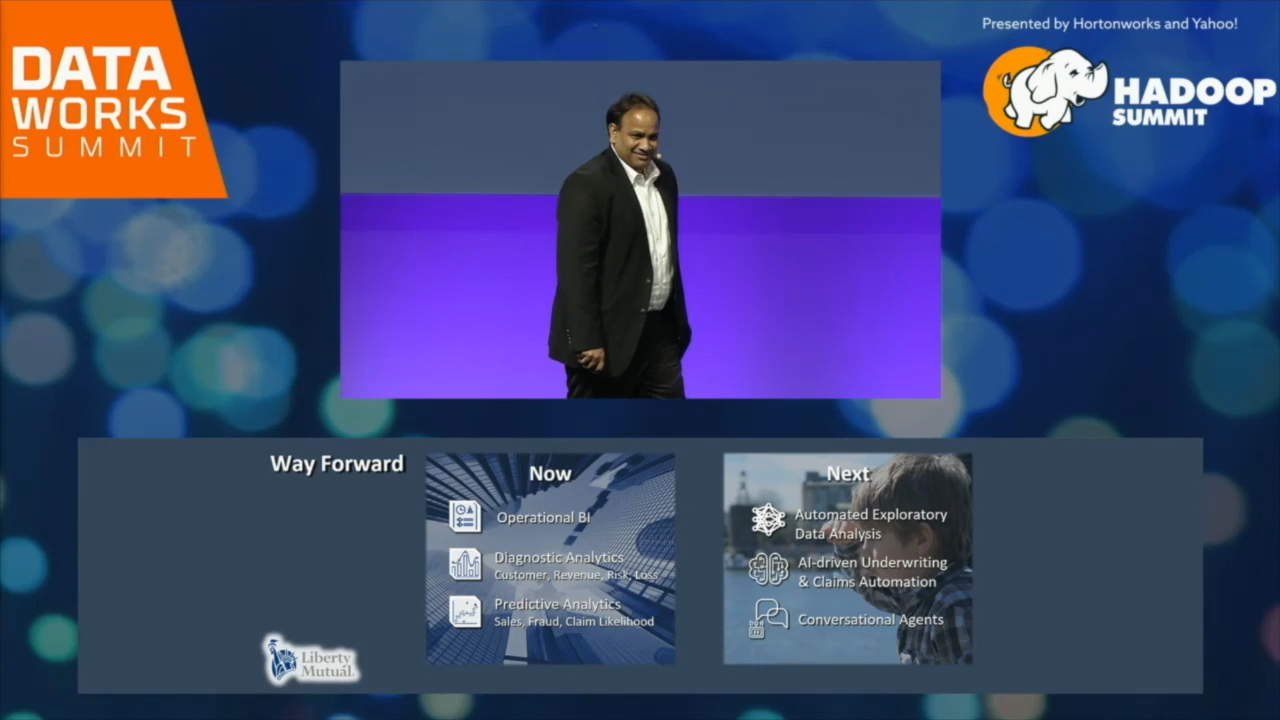 DATA
WORKS
SUMMIT
Presented by Hortonworks and Yahoo!
HADOOP
SUMMIT
Way Forward
Liberty
Mutual
Now
Operational BI
Diagnostic Analytics
Customer, Revenue, Risk, Loss
Predictive Analytics
Sales, Fraud, Claim Likelihood
Next
Automated Exploratory
Data Analysis
AI-driven Underwriting
& Claims Automation
Conversational Agents